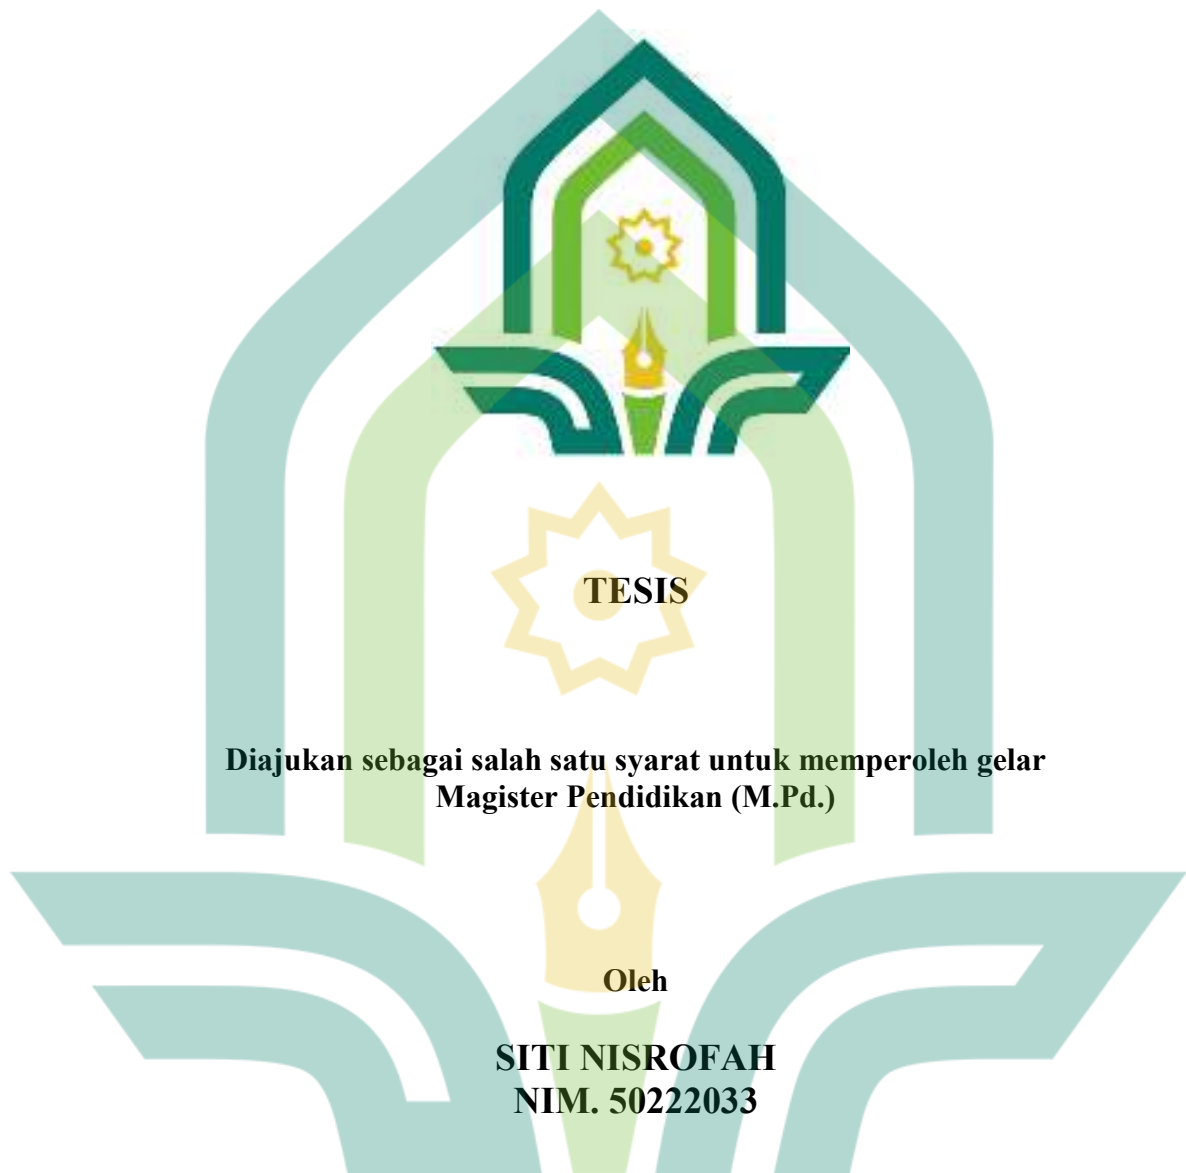 TESIS
Diajukan sebagai salah satu syarat untuk memperoleh gelar
Magister Pendidikan (M.Pd.)
Oleh
SITI NISROFAH
NIM. 50222033